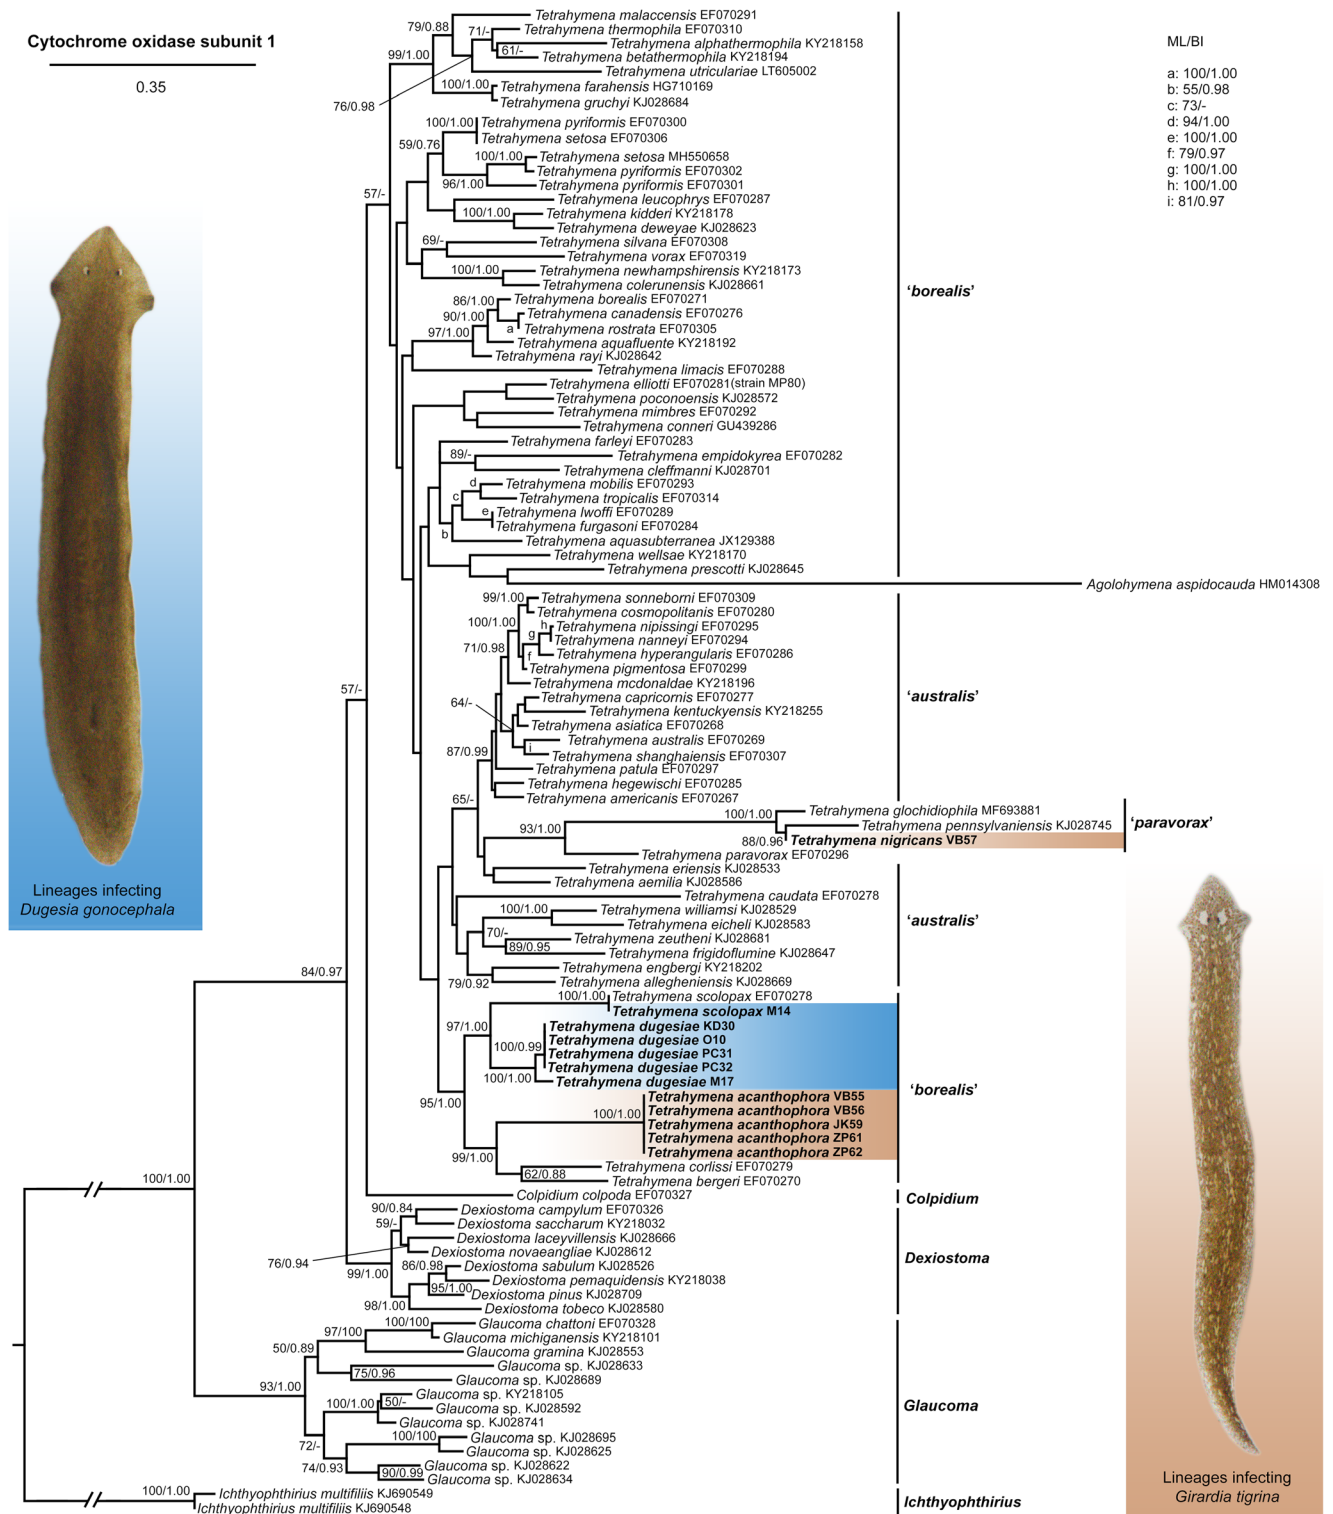 Cytochrome oxidase subunit 1
0.35
ML/BI
a: 100/1.00
b: 55/0.98
c: 73/-
d: 94/1.00
e: 100/1.00
f: 79/0.97
g: 100/1.00
h: 100/1.00
i: 81/0.97
Tetrahymena malaccensis EF070291
79/0.88
Tetrahymena thermophila EF070310
71/-
Tetrahymena alphathermophila KY218158
99/1.00
61/-
Tetrahymena betathermophila KY218194
Tetrahymena utriculariae LT605002
100/1.00
Tetrahymena farahensis HG710169
76/0.98
Tetrahymena gruchyi KJ028684
100/1.00
Tetrahymena pyriformis EF070300
Tetrahymena setosa EF070306
59/0.76
100/1.00
Tetrahymena setosa MH550658
Tetrahymena pyriformis EF070302
96/1.00
Tetrahymena pyriformis EF070301
57/-
Tetrahymena leucophrys EF070287
100/1.00
Tetrahymena kidderi KY218178
Tetrahymena deweyae KJ028623
69/-
Tetrahymena silvana EF070308
Tetrahymena vorax EF070319
100/1.00
Tetrahymena newhampshirensis KY218173
Tetrahymena colerunensis KJ028661
'borealis'
86/1.00
Tetrahymena borealis EF070271
90/1.00
Tetrahymena canadensis EF070276
a
Tetrahymena rostrata EF070305
97/1.00
Tetrahymena aquafluente KY218192
Tetrahymena rayi KJ028642
Tetrahymena limacis EF070288
Tetrahymena elliotti EF070281(strain MP80)
Tetrahymena poconoensis KJ028572
Tetrahymena mimbres EF070292
Tetrahymena conneri GU439286
Tetrahymena farleyi EF070283
89/-
Tetrahymena empidokyrea EF070282
Tetrahymena cleffmanni KJ028701
d
Tetrahymena mobilis EF070293
c
Tetrahymena tropicalis EF070314
e
Tetrahymena lwoffi EF070289
Tetrahymena furgasoni EF070284
b
Tetrahymena aquasubterranea JX129388
Tetrahymena wellsae KY218170
Tetrahymena prescotti KJ028645
Agolohymena aspidocauda HM014308
99/1.00
Tetrahymena sonneborni EF070309
Tetrahymena cosmopolitanis EF070280
100/1.00
h
Tetrahymena nipissingi EF070295
g
Tetrahymena nanneyi EF070294
71/0.98
f
Tetrahymena hyperangularis EF070286
Tetrahymena pigmentosa EF070299
Tetrahymena mcdonaldae KY218196
57/-
64/-
Tetrahymena capricornis EF070277
'australis'
Tetrahymena kentuckyensis KY218255
Tetrahymena asiatica EF070268
i
Tetrahymena australis EF070269
87/0.99
Tetrahymena shanghaiensis EF070307
Tetrahymena patula EF070297
Tetrahymena hegewischi EF070285
65/-
Tetrahymena americanis EF070267
100/1.00
Tetrahymena glochidiophila MF693881
93/1.00
Tetrahymena pennsylvaniensis KJ028745
'paravorax'
88/0.96
Tetrahymena nigricans VB57
Tetrahymena paravorax EF070296
Tetrahymena eriensis KJ028533
Tetrahymena aemilia KJ028586
Lineages infecting
Dugesia gonocephala
Tetrahymena caudata EF070278
100/1.00
Tetrahymena williamsi KJ028529
'australis'
Tetrahymena eicheli KJ028583
70/-
Tetrahymena zeutheni KJ028681
89/0.95
Tetrahymena frigidoflumine KJ028647
84/0.97
Tetrahymena engbergi KY218202
79/0.92
Tetrahymena allegheniensis KJ028669
100/1.00
Tetrahymena scolopax EF070278
Tetrahymena scolopax M14
97/1.00
Tetrahymena dugesiae KD30
100/0.99
Tetrahymena dugesiae O10
Tetrahymena dugesiae PC31
Tetrahymena dugesiae PC32
100/1.00
Tetrahymena dugesiae M17
'borealis'
95/1.00
Tetrahymena acanthophora VB55
Tetrahymena acanthophora VB56
100/1.00
Tetrahymena acanthophora JK59
Tetrahymena acanthophora ZP61
Tetrahymena acanthophora ZP62
99/1.00
Tetrahymena corlissi EF070279
62/0.88
Tetrahymena bergeri EF070270
100/1.00
Colpidium colpoda EF070327
Colpidium
90/0.84
Dexiostoma campylum EF070326
59/-
Dexiostoma saccharum KY218032
Dexiostoma laceyvillensis KJ028666
Dexiostoma novaeangliae KJ028612
76/0.94
86/0.98
Dexiostoma sabulum KJ028526
Dexiostoma
99/1.00
Dexiostoma pemaquidensis KY218038
95/1.00
Dexiostoma pinus KJ028709
98/1.00
Dexiostoma tobeco KJ028580
100/100
Glaucoma chattoni EF070328
97/100
Glaucoma michiganensis KY218101
50/0.89
Glaucoma gramina KJ028553
Glaucoma sp. KJ028633
75/0.96
Glaucoma sp. KJ028689
93/1.00
Glaucoma sp. KY218105
100/1.00
50/-
Glaucoma sp. KJ028592
Glaucoma
Glaucoma sp. KJ028741
72/-
100/100
Glaucoma sp. KJ028695
Glaucoma sp. KJ028625
74/0.93
Glaucoma sp. KJ028622
90/0.99
Glaucoma sp. KJ028634
Lineages infecting
Girardia tigrina
100/1.00
Ichthyophthirius multifiliis KJ690549
Ichthyophthirius multifiliis KJ690548
Ichthyophthirius